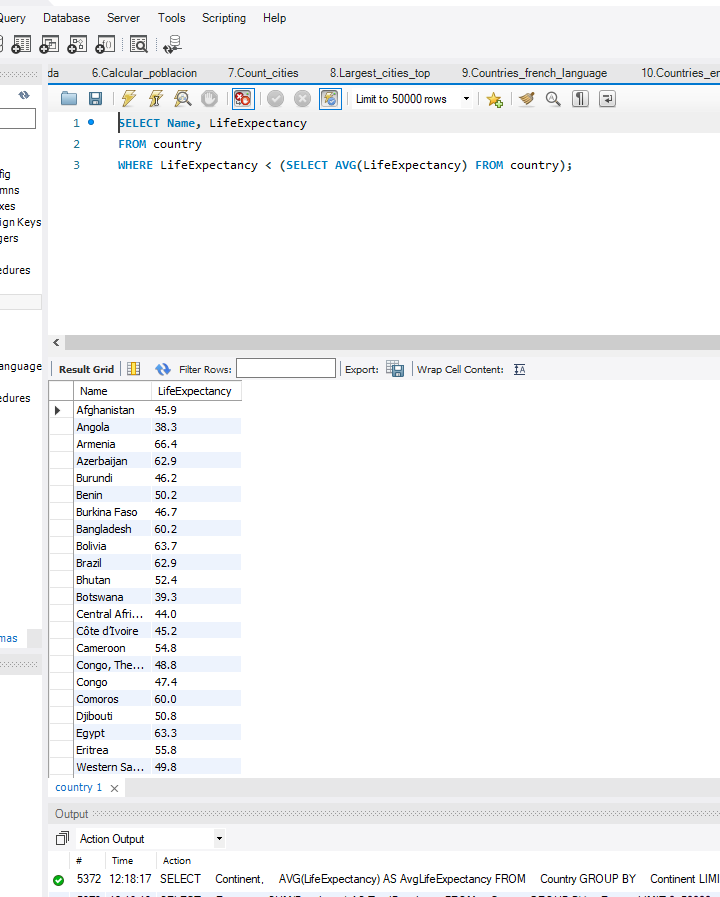 Query Database Server Tools Scripting Help
da 6.Calcular_poblacion 7.Count_cities 8.Largest_cities_top 9.Countries_french_language 10.Countries_en
Limit to 50000 rows
1 SELECT Name, LifeExpectancy
2 FROM country
3 WHERE LifeExpectancy < (SELECT AVG(LifeExpectancy) FROM country);
fig
mns
xes
ign Keys
gers
edures
anguage
edures
mas
Result Grid Filter Rows: Export: Wrap Cell Content: IA
Name LifeExpectancy
Afghanistan 45.9
Angola 38.3
Armenia 66.4
Azerbaijan 62.9
Burundi 46.2
Benin 50.2
Burkina Faso 46.7
Bangladesh 60.2
Bolivia 63.7
Brazil 62.9
Bhutan 52.4
Botswana 39.3
Central Afri... 44.0
Côte d'Ivoire 45.2
Cameroon 54.8
Congo, The... 48.8
Congo 47.4
Comoros 60.0
Djibouti 50.8
Egypt 63.3
Eritrea 55.8
Western Sa... 49.8
country 1
Output
Action Output
# Time Action
5372 12:18:17 SELECT Continent, AVG(LifeExpectancy) AS AvgLifeExpectancy FROM Country GROUP BY Continent LIMI